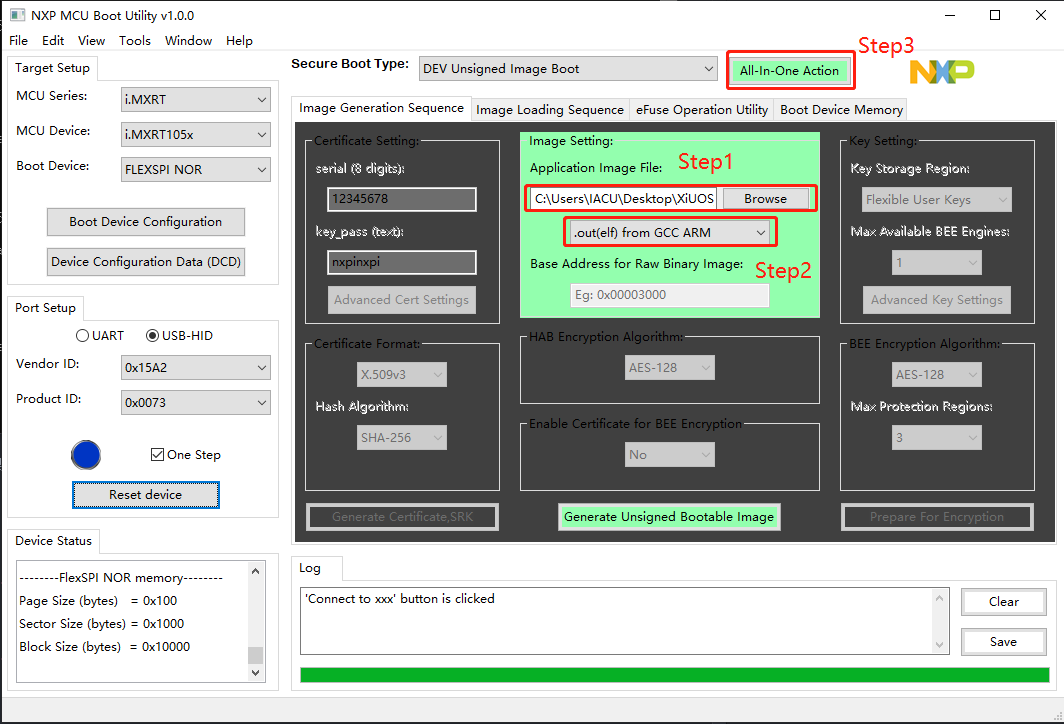 NXP MCU Boot Utility v1.0.0
File Edit View Tools Window Help
Target Setup
MCU Series: i.MXRT
MCU Device: i.MXRT105x
Boot Device: FLEXSPI NOR
Boot Device Configuration
Device Configuration Data (DCD)
Port Setup
UART USB-HID
Vendor ID: 0x15A2
Product ID: 0x0073
One Step
Reset device
Device Status
--------FlexSPI NOR memory--------
Page Size (bytes) = 0x100
Sector Size (bytes) = 0x1000
Block Size (bytes) = 0x10000
Secure Boot Type: DEV Unsigned Image Boot All-In-One Action Step3
NXP
Image Generation Sequence Image Loading Sequence eFuse Operation Utility Boot Device Memory
Certificate Setting:
serial (8 digits):
12345678
key_pass (text):
nxpinxpi
Advanced Cert Settings
Certificate Format:
X.509v3
Hash Algorithm:
SHA-256
Generate Certificate,SRK
Image Setting:
Application Image File: Step1
C:\Users\IACU\Desktop\XiUOS Browse
.out(elf) from GCC ARM
Base Address for Raw Binary Image: Step2
Eg: 0x00003000
HAB Encryption Algorithm:
AES-128
Enable Certificate for BEE Encryption
No
Generate Unsigned Bootable Image
Key Setting:
Key Storage Region:
Flexible User Keys
Max Available BEE Engines:
1
Advanced Key Settings
BEE Encryption Algorithm:
AES-128
Max Protection Regions:
3
Prepare For Encryption
Log
'Connect to xxx' button is clicked
Clear
Save